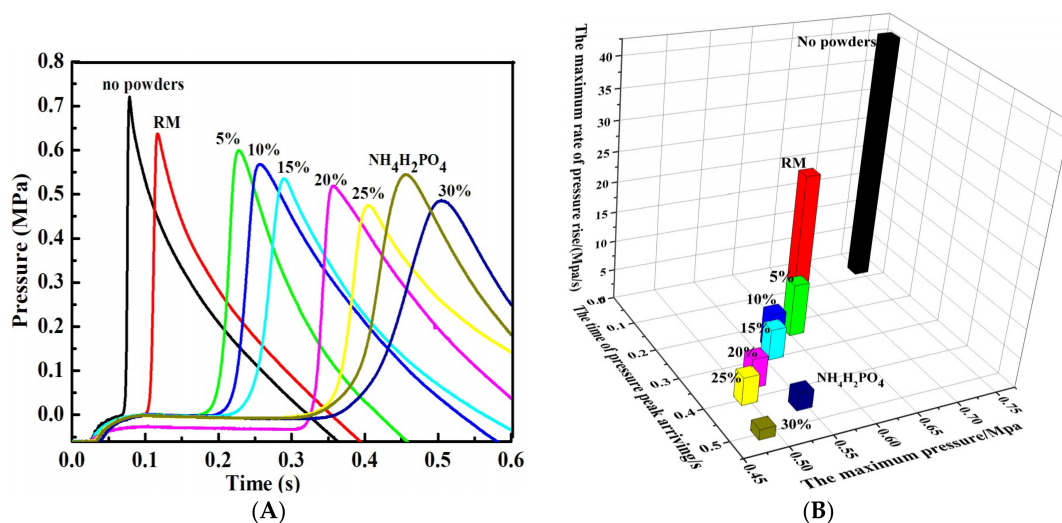 (A)
0.8
0.7
0.6
0.5
0.4
0.3
0.2
0.1
0.0
Pressure (MPa)
no powders
RM
5%
10%
15%
20%
25%
NH₄H₂PO₄
30%
0.0 0.1 0.2 0.3 0.4 0.5 0.6
Time (s)
(A)
B
The maximum rate of pressure rise/(Mpa/s)
40
35
30
25
20
15
10
5
0.0
0.1
0.2
0.3
0.4
0.5
The time of pressure peak arriving/s
No powders
RM
5%
10%
15%
20%
25%
NH₄H₂PO₄
30%
0.45 0.50 0.55 0.60 0.65 0.70 0.75
The maximum pressure/Mpa
(B)